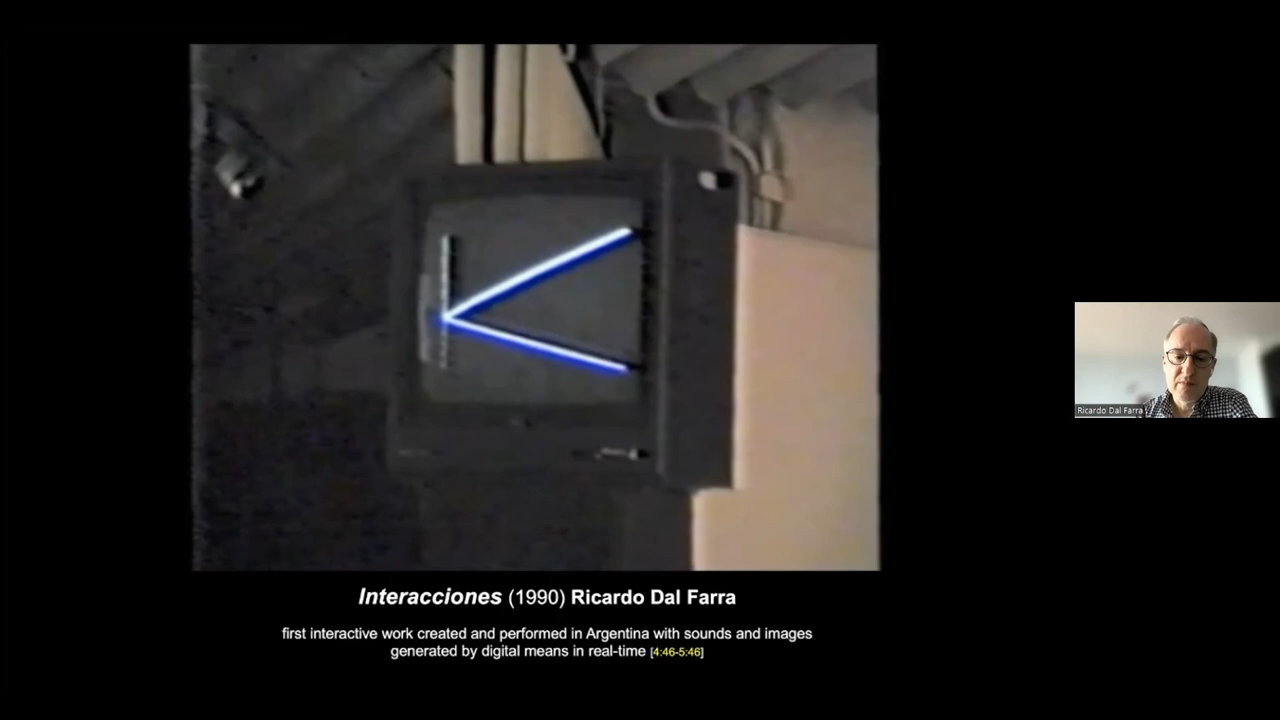 Interacciones (1990) Ricardo Dal Farra
first interactive work created and performed in Argentina with sounds and images
generated by digital means in real-time [4:46-5:46]
Ricardo Dal Farra